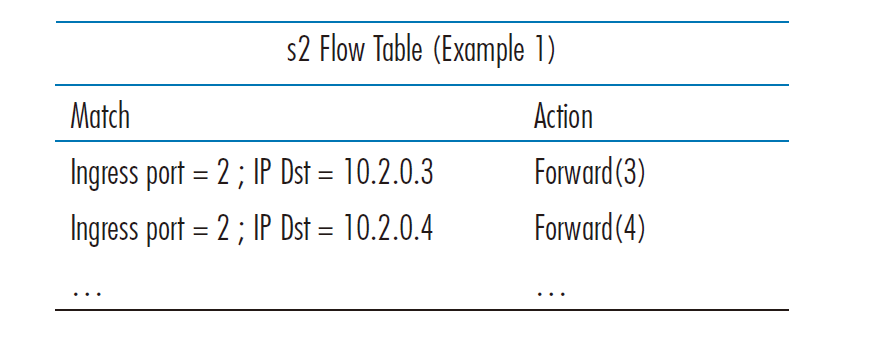 s2 Flow Table (Example 1)
Match Action
Ingress port = 2 ; IP Dst = 10.2.0.3 Forward(3)
Ingress port = 2 ; IP Dst = 10.2.0.4 Forward(4)
... ...